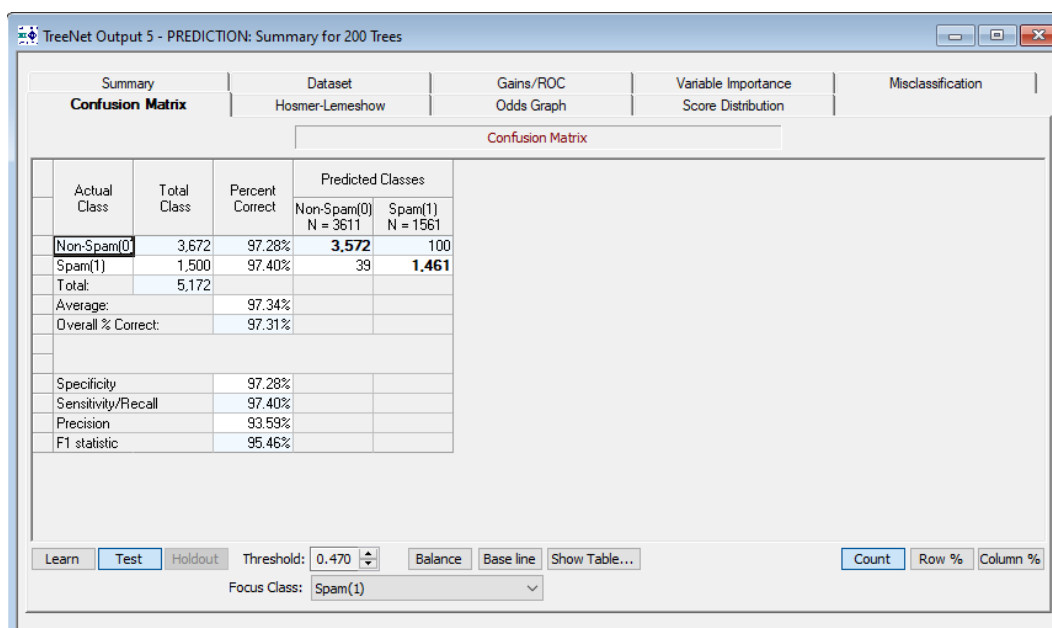 TreeNet Output 5 - PREDICTION: Summary for 200 Trees
Summary Dataset Gains/ROC Variable Importance Misclassification
Confusion Matrix Hosmer-Lemeshow Odds Graph Score Distribution
Confusion Matrix
Actual Class Total Class Percent Correct Predicted Classes
Non-Spam(0) N = 3611 Spam(1) N = 1561
Non-Spam(0) 3,672 97.28% 3,572 100
Spam(1) 1,500 97.40% 39 1,461
Total: 5,172
Average: 97.34%
Overall % Correct: 97.31%
Specificity 97.28%
Sensitivity/Recall 97.40%
Precision 93.59%
F1 statistic 95.46%
Learn Test Holdout Threshold: 0.470 Balance Base line Show Table... Count Row % Column %
Focus Class: Spam(1)